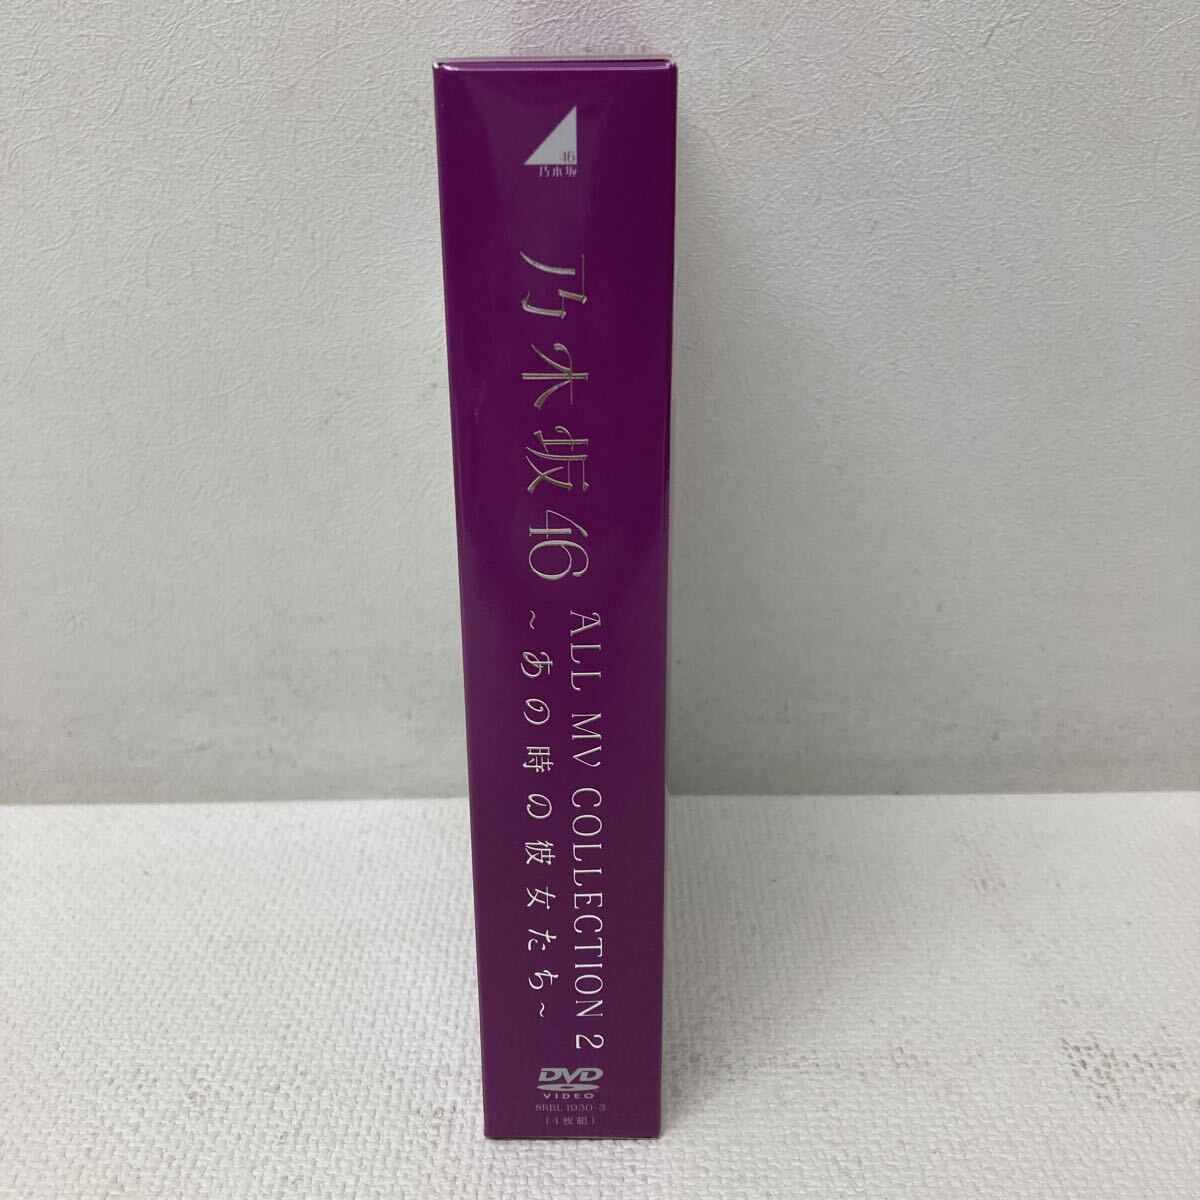 46
乃木坂
乃木坂46
ALL MV COLLECTION 2
~あの時の彼女たち~
DVD
VIDEO
SRBL 1930-3
(4枚組)